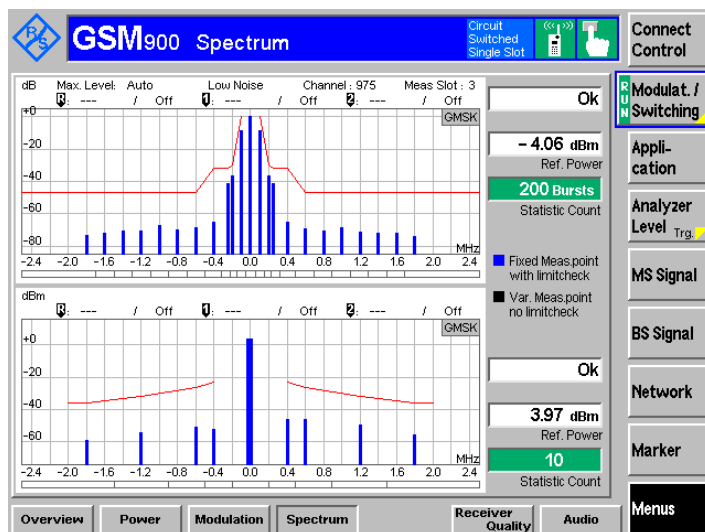 R S
GSM900 Spectrum
Circuit
Switched
Single Slot
Connect
Control
dB Max. Level: Auto Low Noise Channel : 975 Meas Slot : 3
R : --- / Off 1 : --- / Off 2 : --- / Off
GMSK
+0
-20
-40
-60
-80
MHz
-2.4 -2.0 -1.6 -1.2 -0.8 -0.4 0.0 0.4 0.8 1.2 1.6 2.0 2.4
Ok
- 4.06 dBm
Ref. Power
200 Bursts
Statistic Count
Fixed Meas.point
with limitcheck
Var. Meas.point
no limitcheck
dBm
R : --- / Off 1 : --- / Off 2 : --- / Off
GMSK
+0
-20
-40
-60
MHz
-2.4 -2.0 -1.6 -1.2 -0.8 -0.4 0.0 0.4 0.8 1.2 1.6 2.0 2.4
Ok
3.97 dBm
Ref. Power
10
Statistic Count
RUN
Modulat. /
Switching
Appli-
cation
Analyzer
Level Trg.
MS Signal
BS Signal
Network
Marker
Menus
Overview Power Modulation Spectrum Receiver Quality Audio